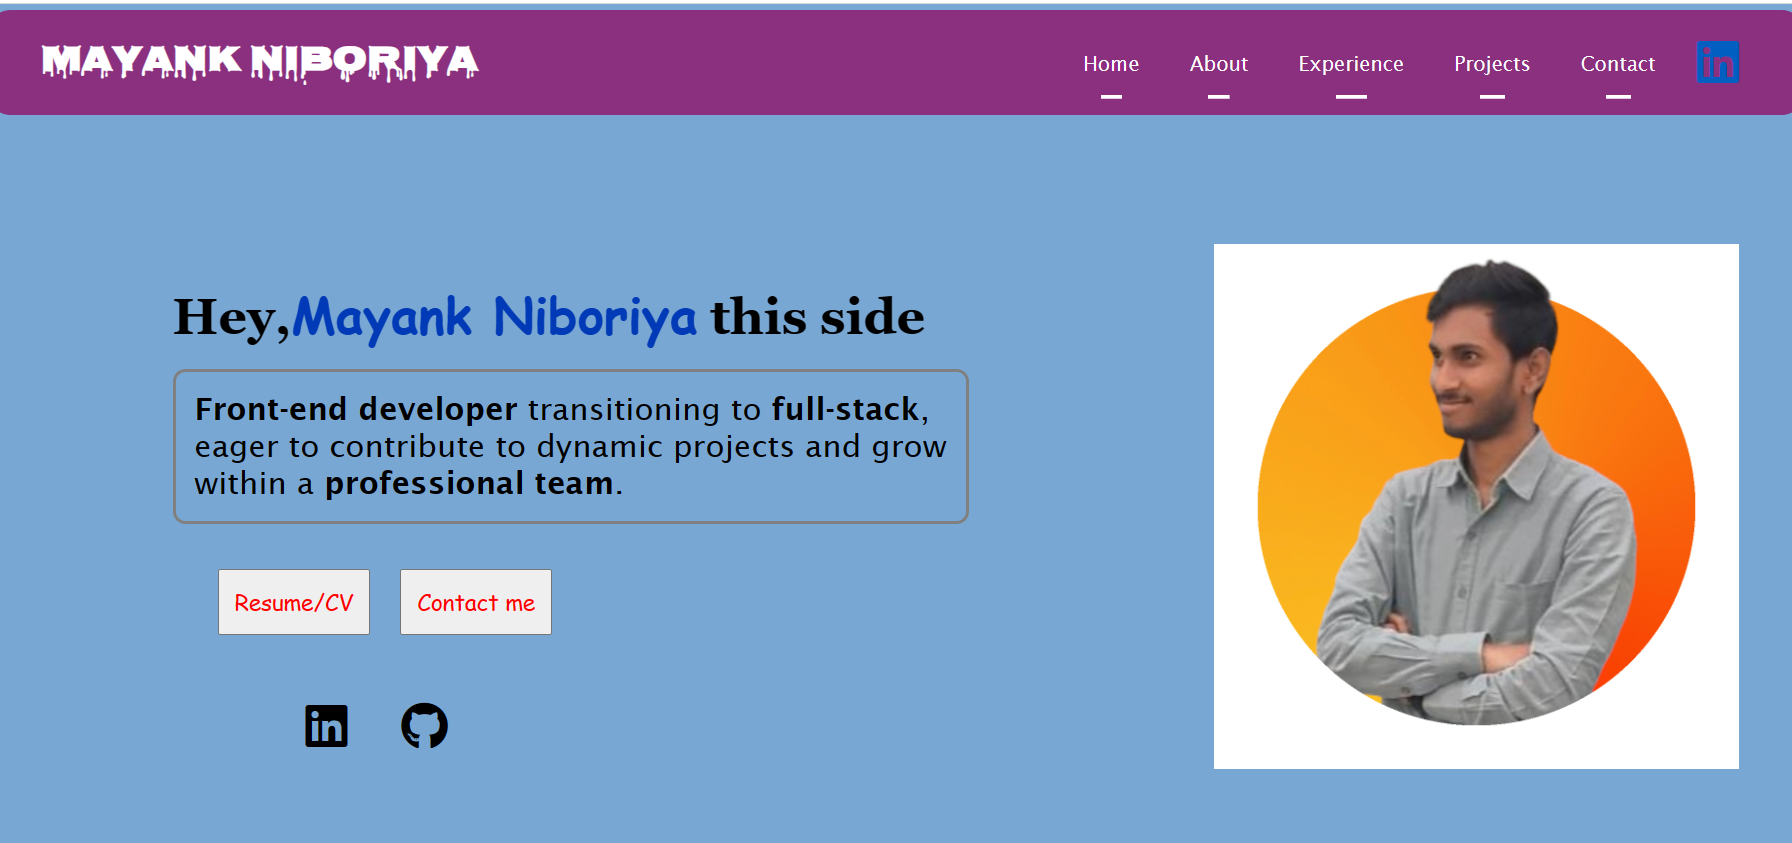 MAYANK NIBORIYA
Home About Experience Projects Contact in
Hey,Mayank Niboriya this side
Front-end developer transitioning to full-stack,
eager to contribute to dynamic projects and grow
within a professional team.
Resume/CV Contact me
in